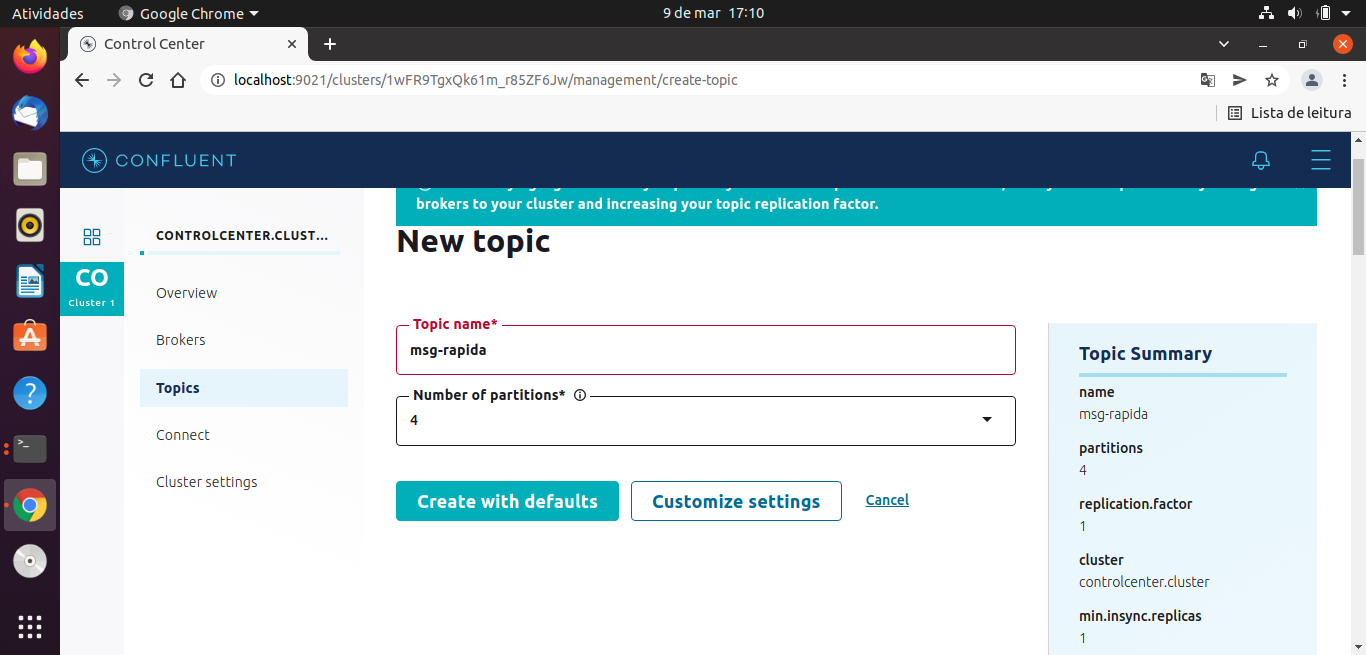 Atividades
Google Chrome
9 de mar 17:10
Control Center
localhost:9021/clusters/1wFR9TgxQk61m_r85ZF6Jw/management/create-topic
Lista de leitura
CONFLUENT
brokers to your cluster and increasing your topic replication factor.
CO
Cluster 1
CONTROLCENTER.CLUST...
Overview
Brokers
Topics
Connect
Cluster settings
New topic
Topic name*
msg-rapida
Number of partitions*
4
Create with defaults
Customize settings
Cancel
Topic Summary
name
msg-rapida
partitions
4
replication.factor
1
cluster
controlcenter.cluster
min.insync.replicas
1